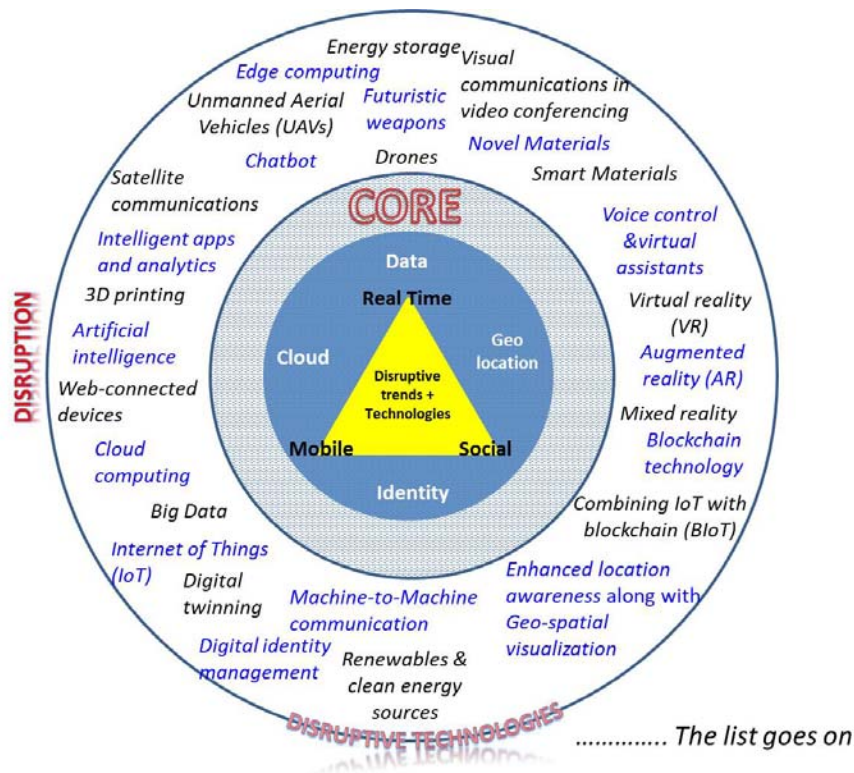 Energy storage
Edge computing
Visual
communications in
video conferencing
Unmanned Aerial
Vehicles (UAVs)
Futuristic
weapons
Novel Materials
Chatbot
Drones
Smart Materials
Satellite
communications
CORE
Voice control
&virtual
assistants
Intelligent apps
and analytics
Data
3D printing
Real Time
Virtual reality
(VR)
Artificial
intelligence
Cloud
Geo
location
Augmented
reality (AR)
Disruptive
trends +
Technologies
DISRUPTION
Web-connected
devices
Mixed reality
Mobile
Social
Blockchain
technology
Cloud
computing
Identity
Big Data
Combining IoT with
blockchain (BIoT)
Internet of Things
(IoT)
Digital
twinning
Machine-to-Machine
communication
Enhanced location
awareness along with
Geo-spatial
visualization
Digital identity
management
Renewables &
clean energy
sources
DISRUPTIVE TECHNOLOGIES
............. The list goes on